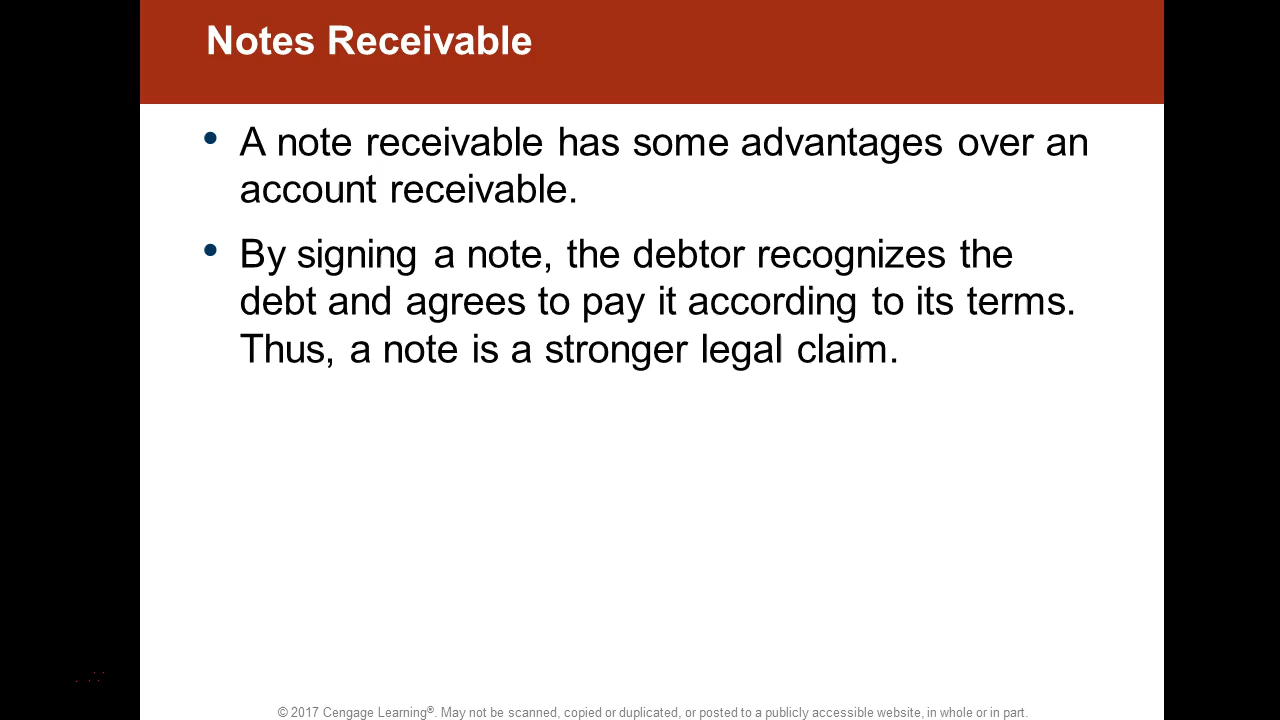 Notes Receivable
• A note receivable has some advantages over an
account receivable.
• By signing a note, the debtor recognizes the
debt and agrees to pay it according to its terms.
Thus, a note is a stronger legal claim.
© 2017 Cengage Learning®. May not be scanned, copied or duplicated, or posted to a publicly accessible website, in whole or in part.